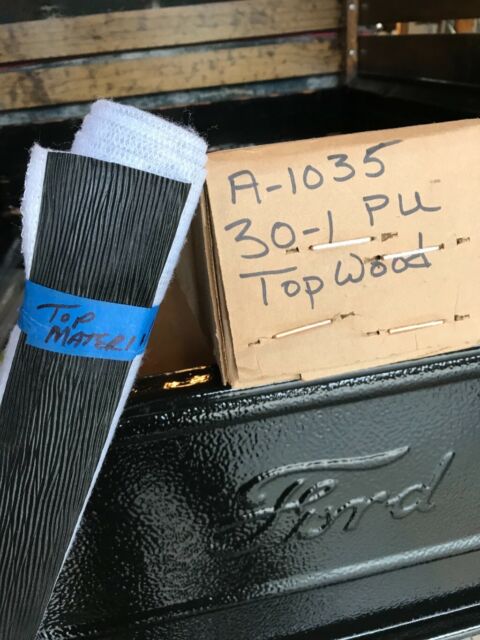 A-1035
30-1 PU
Top Wood
TOP
MATERI
Ford